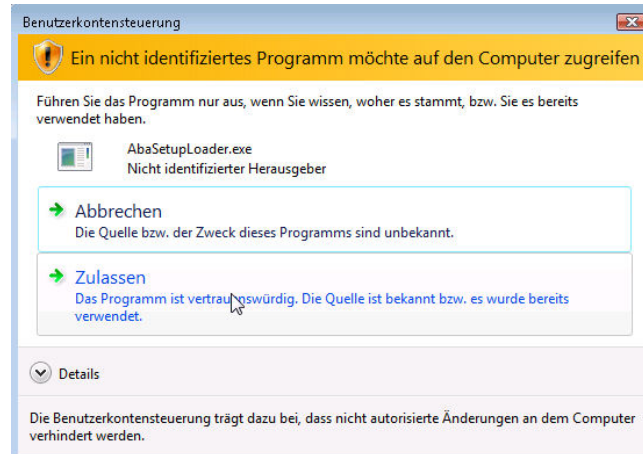 Benutzerkontensteuerung
Ein nicht identifiziertes Programm möchte auf den Computer zugreifen
Führen Sie das Programm nur aus, wenn Sie wissen, woher es stammt, bzw. Sie es bereits
verwendet haben.
AbaSetupLoader.exe
Nicht identifizierter Herausgeber
Abbrechen
Die Quelle bzw. der Zweck dieses Programms sind unbekannt.
Zulassen
Das Programm ist vertrauenswürdig. Die Quelle ist bekannt bzw. es wurde bereits
verwendet.
Details
Die Benutzerkontensteuerung trägt dazu bei, dass nicht autorisierte Änderungen an dem Computer
verhindert werden.